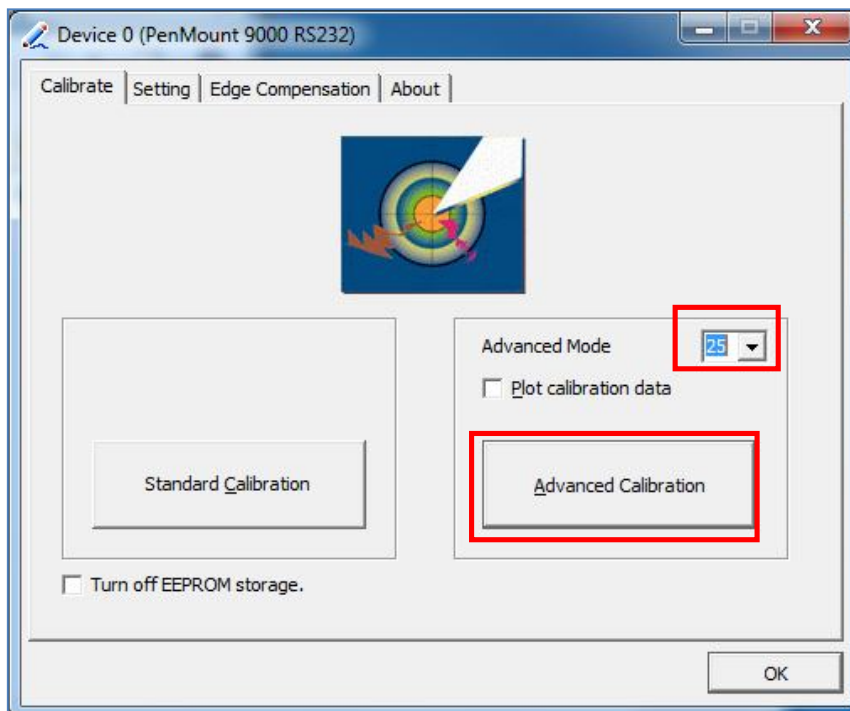 Device 0 (PenMount 9000 RS232)
Calibrate Setting Edge Compensation About
Advanced Mode 25
Plot calibration data
Standard Calibration Advanced Calibration
Turn off EEPROM storage.
OK